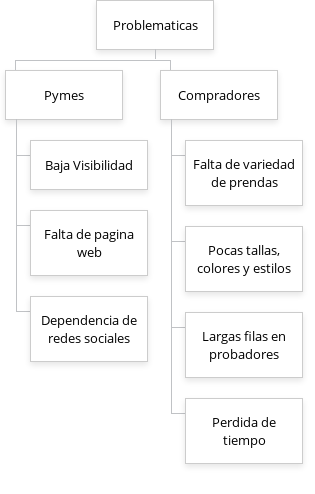 Problematicas
Pymes
Baja Visibilidad
Falta de pagina
web
Dependencia de
redes sociales
Compradores
Falta de variedad
de prendas
Pocas tallas,
colores y estilos
Largas filas en
probadores
Perdida de
tiempo